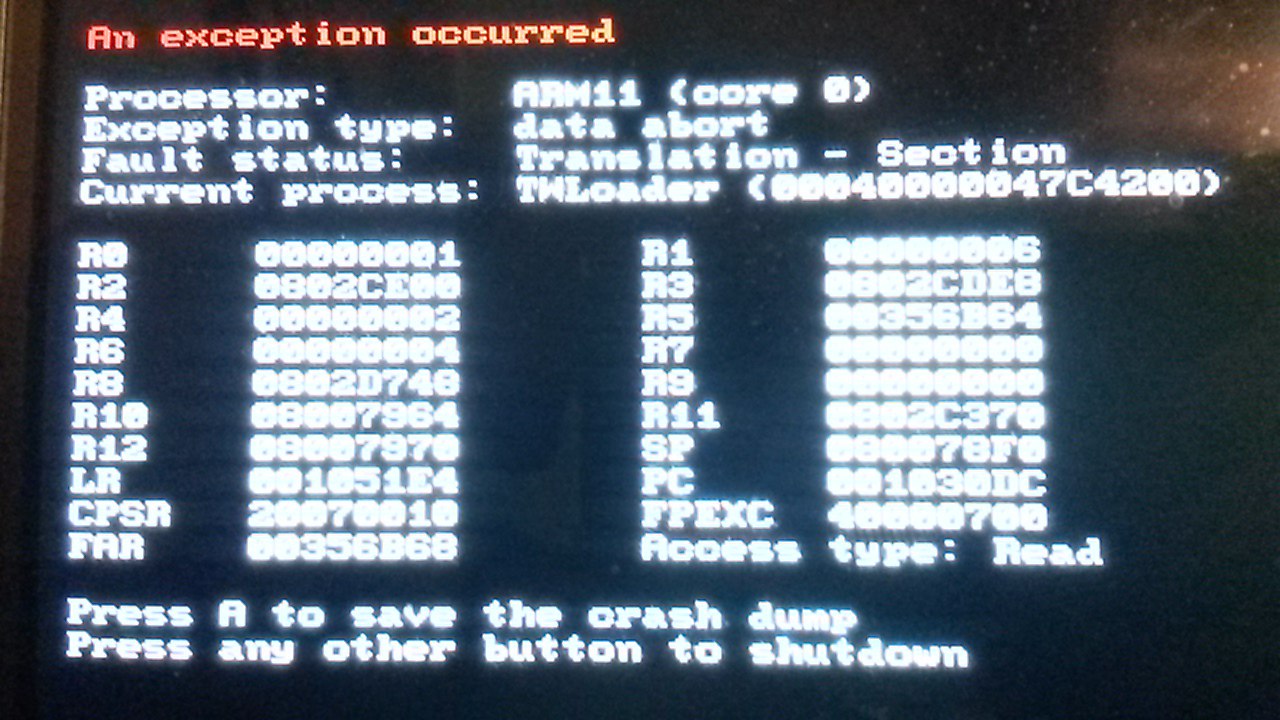 An exception occurred
Processor: ARM11 (core 0)
Exception type: data abort
Fault status: Translation - Section
Current process: TWLoader (00040000047C4200)
R0 00000001 R1 00000006
R2 0802CE00 R3 0802CDE8
R4 00000002 R5 00356B64
R6 00000004 R7 00000000
R8 0802D748 R9 00000000
R10 08007964 R11 0802C370
R12 08007970 SP 080078F0
LR 001051E4 PC 001030DC
CPSR 20070010 FPEXC 40000700
FAR 00356B68 Access type: Read
Press A to save the crash dump
Press any other button to shutdown